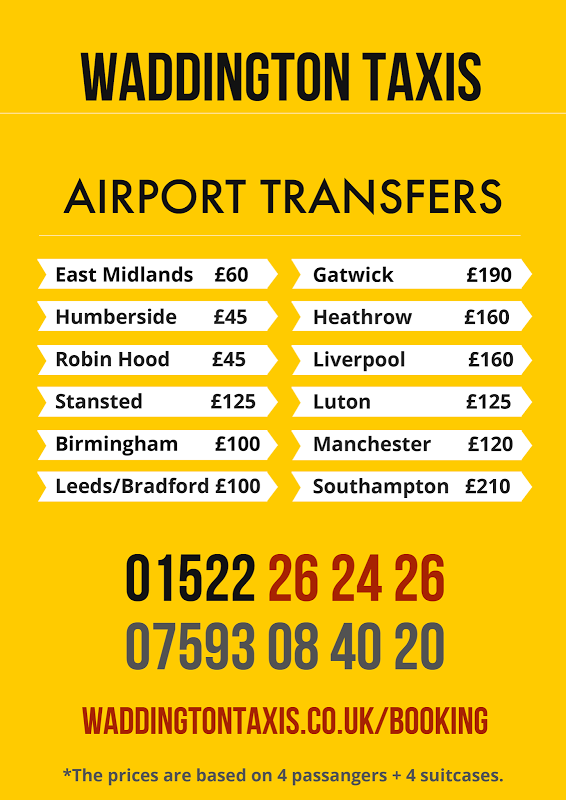 WADDINGTON TAXIS
AIRPORT TRANSFERS
East Midlands £60
Humberside £45
Robin Hood £45
Stansted £125
Birmingham £100
Leeds/Bradford £100
Gatwick £190
Heathrow £160
Liverpool £160
Luton £125
Manchester £120
Southampton £210
01522 26 24 26
07593 08 40 20
WADDINGTONTAXIS.CO.UK/BOOKING
*The prices are based on 4 passangers + 4 suitcases.